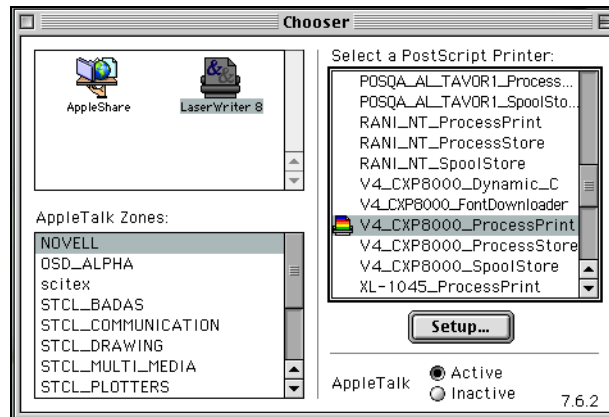 Chooser
AppleShare
LaserWriter 8
AppleTalk Zones:
NOVELL
OSD_ALPHA
scitex
STCL_BADAS
STCL_COMMUNICATION
STCL_DRAWING
STCL_MULTI_MEDIA
STCL_PLOTTERS
Select a PostScript Printer:
POSQA_AL_TAVOR1_Process...
POSQA_AL_TAVOR1_SpoolSto...
RANI_NT_ProcessPrint
RANI_NT_ProcessStore
RANI_NT_SpoolStore
V4_CXP8000_Dynamic_C
V4_CXP8000_FontDownloader
V4_CXP8000_ProcessPrint
V4_CXP8000_ProcessStore
V4_CXP8000_SpoolStore
XL-1045_ProcessPrint
Setup...
AppleTalk
Active
Inactive
7.6.2